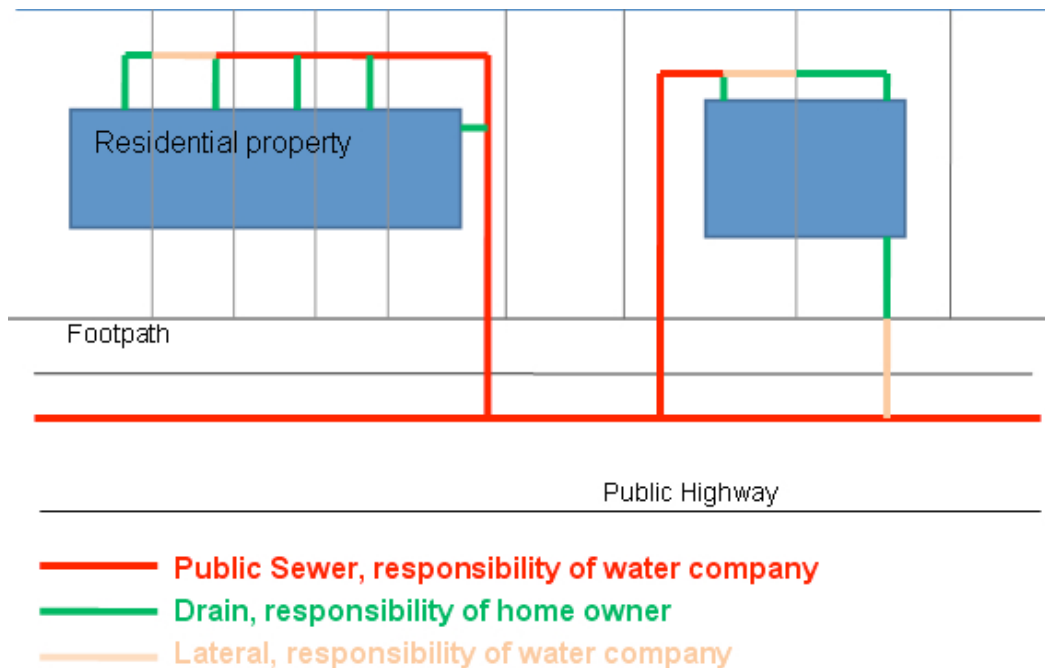 Residential property
Footpath
Public Highway
Public Sewer, responsibility of water company
Drain, responsibility of home owner
Lateral, responsibility of water company